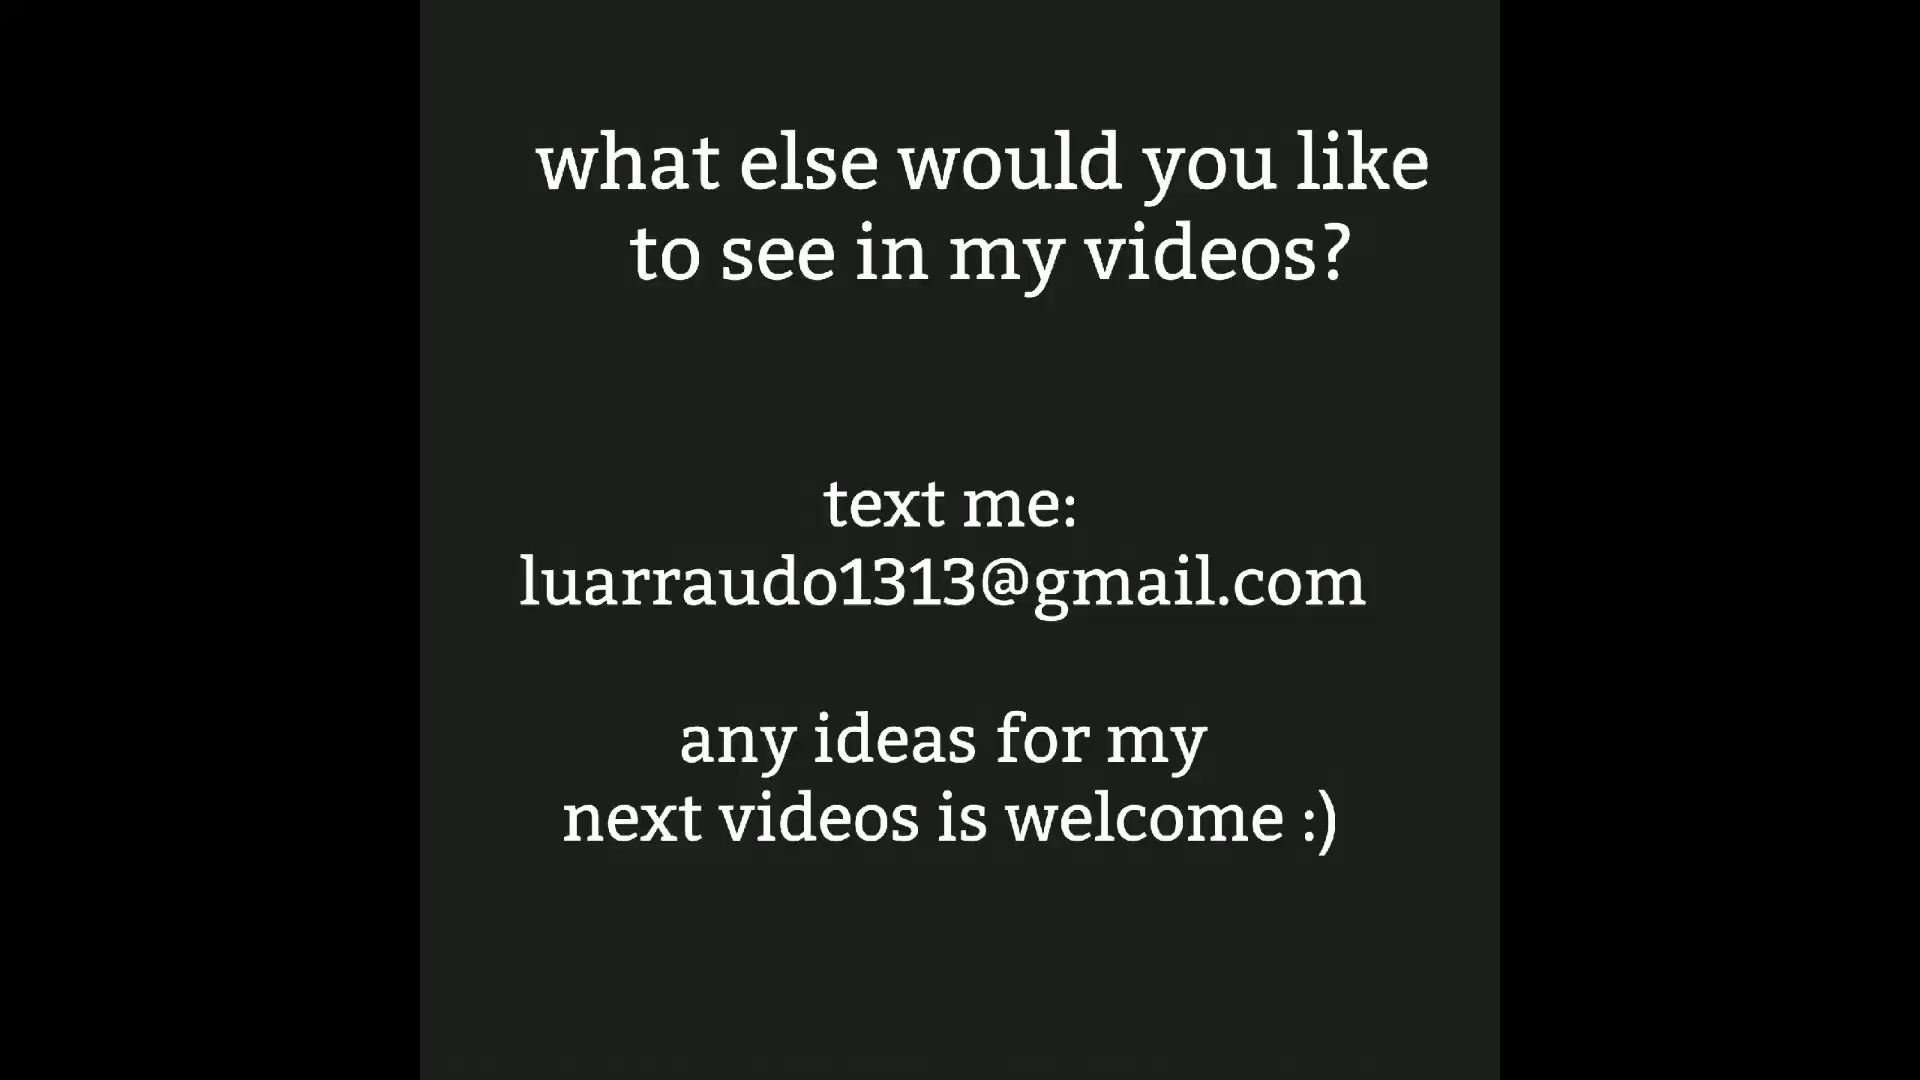 what else would you like
to see in my videos?
text me:
luarraudo1313@gmail.com
any ideas for my
next videos is welcome :)